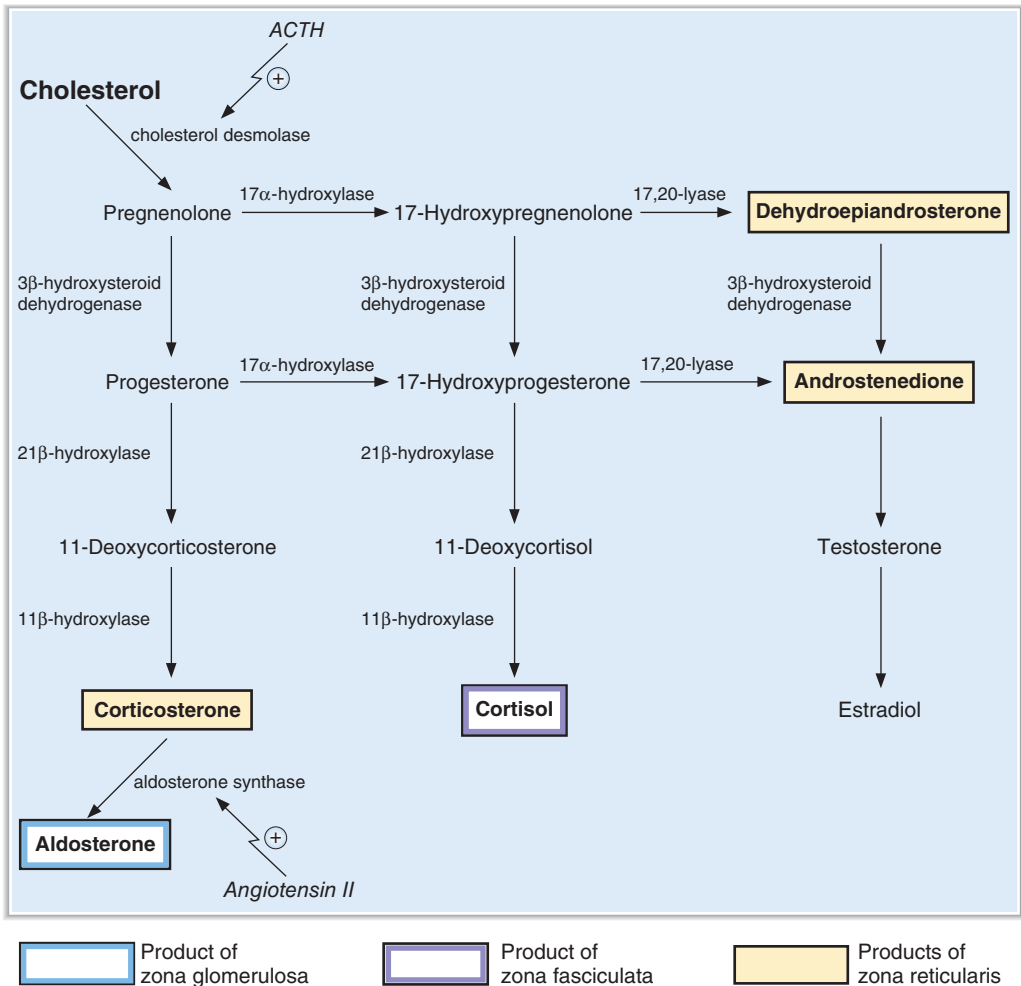 ACTH
+
Cholesterol
cholesterol desmolase
17α-hydroxylase
17,20-lyase
Pregnenolone
17-Hydroxypregnenolone
Dehydroepiandrosterone
3β-hydroxysteroid
dehydrogenase
3β-hydroxysteroid
dehydrogenase
3β-hydroxysteroid
dehydrogenase
17α-hydroxylase
17,20-lyase
Progesterone
17-Hydroxyprogesterone
Androstenedione
21β-hydroxylase
21β-hydroxylase
11-Deoxycorticosterone
11-Deoxycortisol
Testosterone
11β-hydroxylase
11β-hydroxylase
Corticosterone
Cortisol
Estradiol
aldosterone synthase
+
Aldosterone
Angiotensin II
Product of
zona glomerulosa
Product of
zona fasciculata
Products of
zona reticularis